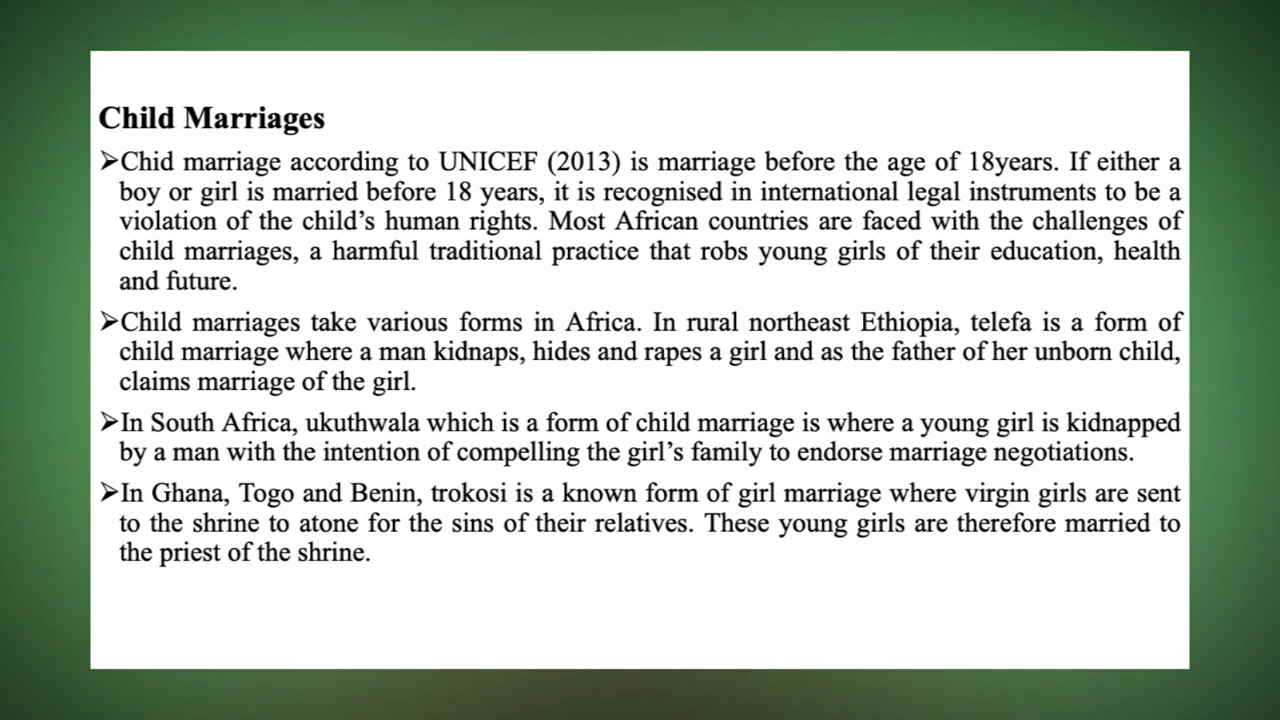 Child Marriages
➢Chid marriage according to UNICEF (2013) is marriage before the age of 18years. If either a
boy or girl is married before 18 years, it is recognised in international legal instruments to be a
violation of the child’s human rights. Most African countries are faced with the challenges of
child marriages, a harmful traditional practice that robs young girls of their education, health
and future.
➢Child marriages take various forms in Africa. In rural northeast Ethiopia, telefa is a form of
child marriage where a man kidnaps, hides and rapes a girl and as the father of her unborn child,
claims marriage of the girl.
➢In South Africa, ukuthwala which is a form of child marriage is where a young girl is kidnapped
by a man with the intention of compelling the girl’s family to endorse marriage negotiations.
➢In Ghana, Togo and Benin, trokosi is a known form of girl marriage where virgin girls are sent
to the shrine to atone for the sins of their relatives. These young girls are therefore married to
the priest of the shrine.